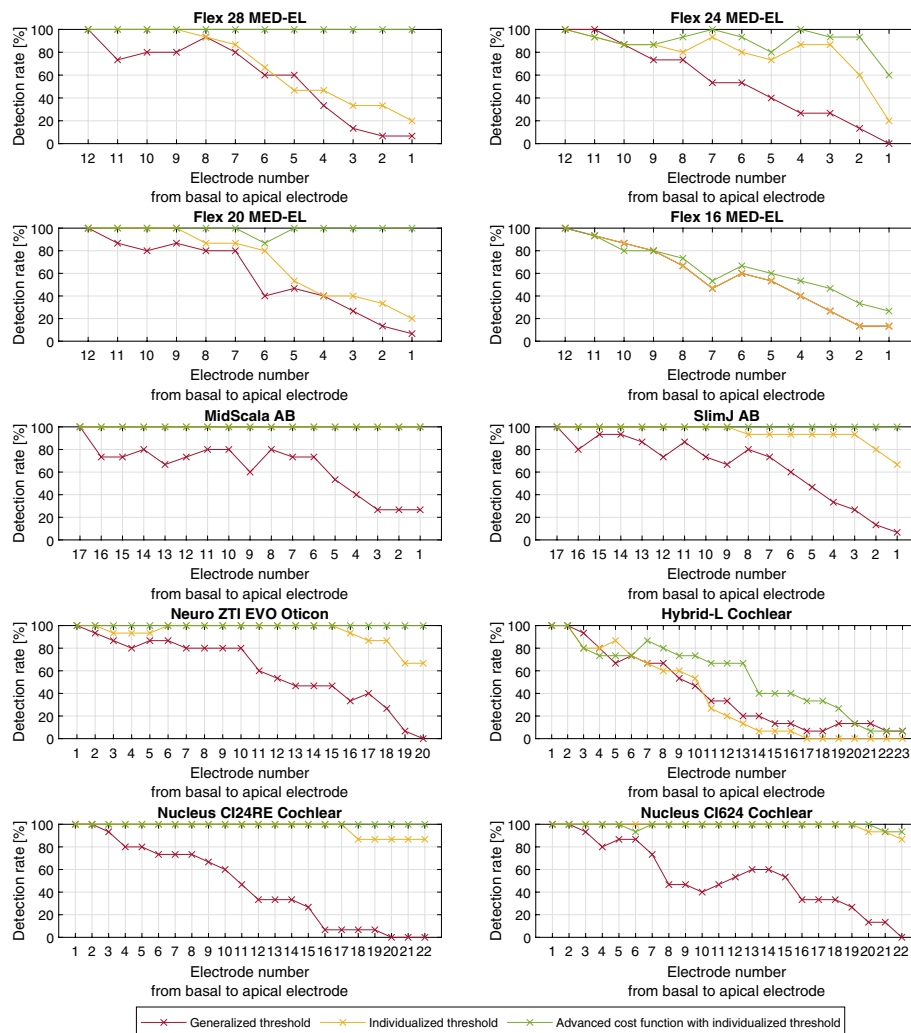 Flex 28 MED-EL
Detection rate [%]
100
80
60
40
20
0
12 11 10 9 8 7 6 5 4 3 2 1
Electrode number
from basal to apical electrode
Flex 24 MED-EL
Detection rate [%]
100
80
60
40
20
0
12 11 10 9 8 7 6 5 4 3 2 1
Electrode number
from basal to apical electrode
Flex 20 MED-EL
Detection rate [%]
100
80
60
40
20
0
12 11 10 9 8 7 6 5 4 3 2 1
Electrode number
from basal to apical electrode
Flex 16 MED-EL
Detection rate [%]
100
80
60
40
20
0
12 11 10 9 8 7 6 5 4 3 2 1
Electrode number
from basal to apical electrode
MidScala AB
Detection rate [%]
100
80
60
40
20
0
17 16 15 14 13 12 11 10 9 8 7 6 5 4 3 2 1
Electrode number
from basal to apical electrode
SlimJ AB
Detection rate [%]
100
80
60
40
20
0
17 16 15 14 13 12 11 10 9 8 7 6 5 4 3 2 1
Electrode number
from basal to apical electrode
Neuro ZTI EVO Oticon
Detection rate [%]
100
80
60
40
20
0
1 2 3 4 5 6 7 8 9 10 11 12 13 14 15 16 17 18 19 20
Electrode number
from basal to apical electrode
Hybrid-L Cochlear
Detection rate [%]
100
80
60
40
20
0
1 2 3 4 5 6 7 8 9 10 11 12 13 14 15 16 17 18 19 20 21 22 23
Electrode number
from basal to apical electrode
Nucleus CI24RE Cochlear
Detection rate [%]
100
80
60
40
20
0
1 2 3 4 5 6 7 8 9 10 11 12 13 14 15 16 17 18 19 20 21 22
Electrode number
from basal to apical electrode
Nucleus CI624 Cochlear
Detection rate [%]
100
80
60
40
20
0
1 2 3 4 5 6 7 8 9 10 11 12 13 14 15 16 17 18 19 20 21 22
Electrode number
from basal to apical electrode
Generalized threshold Individualized threshold Advanced cost function with individualized threshold